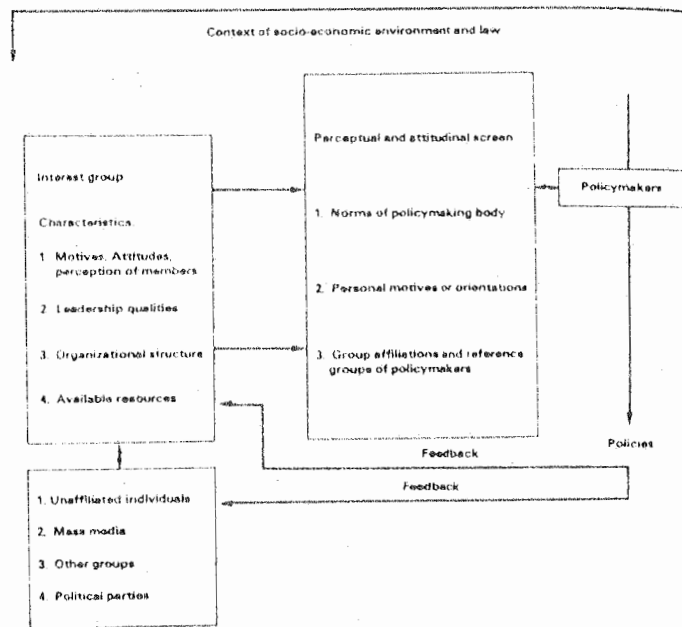 Context of socio-economic environment and law
Interest group
Characteristics.
1 Motives, Attitudes,
perception of members
2 Leadership qualities
3. Organizational structure
4. Available resources
Perceptual and attitudinal screen
1. Norms of policymaking body
2. Personal motives or orientations
3 Group affiliations and reference
groups of policymakers
Policymakers
Policies
Feedback
Feedback
1. Unaffiliated individuals
2. Mass media
3 Other groups
4. Political parties